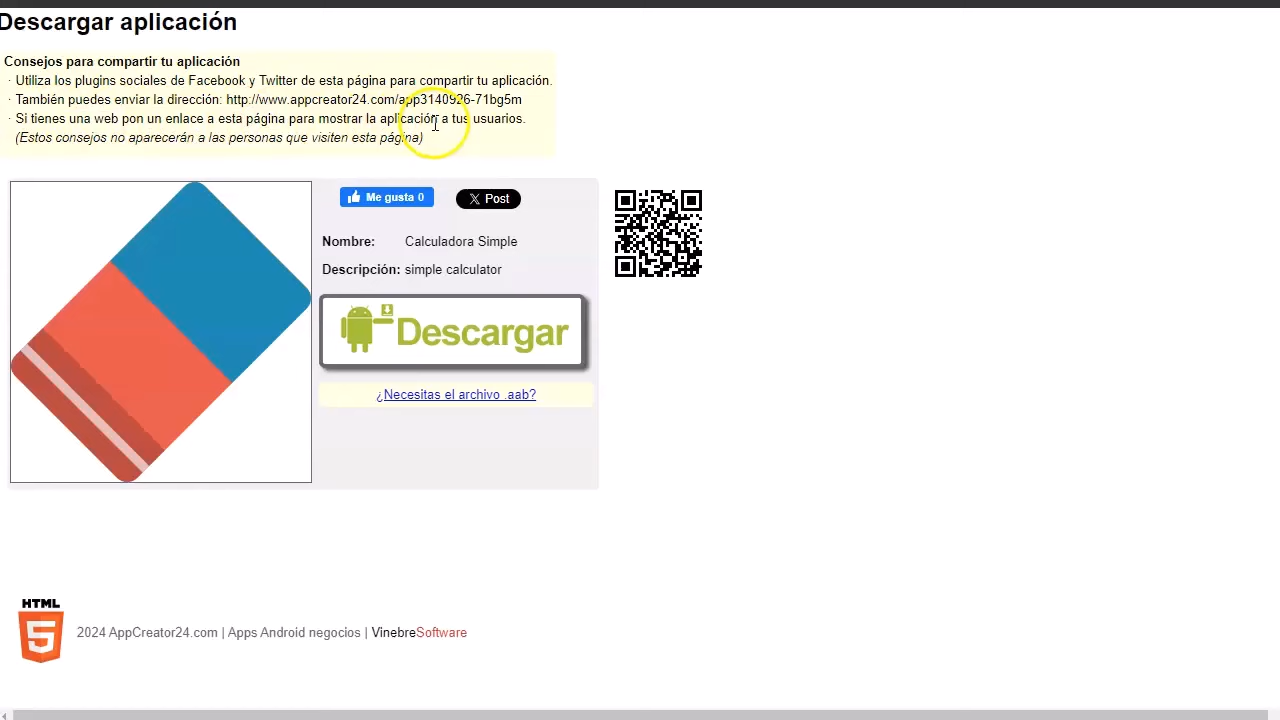 Descargar aplicación
Consejos para compartir tu aplicación
· Utiliza los plugins sociales de Facebook y Twitter de esta página para compartir tu aplicación.
· También puedes enviar la dirección: http://www.appcreator24.com/app3140926-71bg5m
· Si tienes una web pon un enlace a esta página para mostrar la aplicación a tus usuarios.
(Estos consejos no aparecerán a las personas que visiten esta página)
Me gusta 0
X Post
Nombre: Calculadora Simple
Descripción: simple calculator
Descargar
¿Necesitas el archivo .aab?
HTML
5
2024 AppCreator24.com | Apps Android negocios | VinebreSoftware